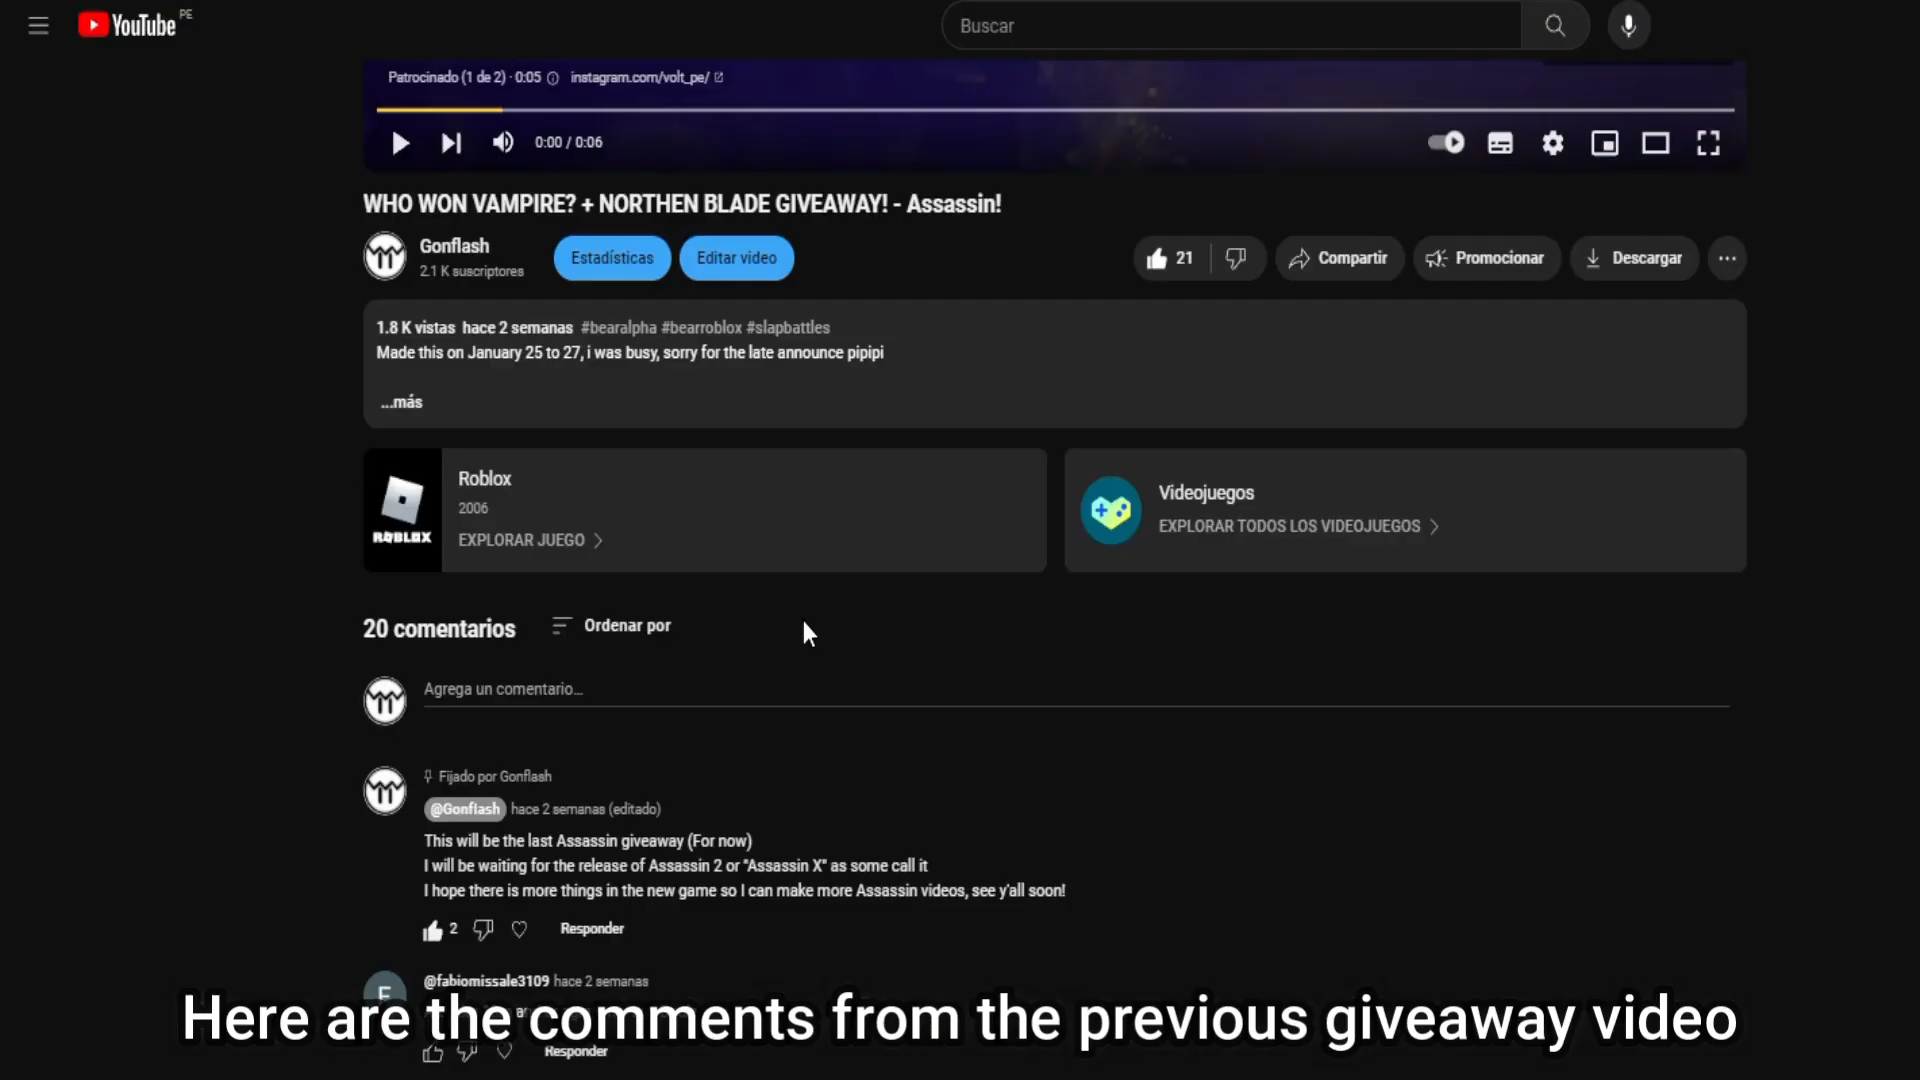 YouTube PE
Buscar
Patrocinado (1 de 2) · 0:05 instagram.com/volt_pe/
0:00 / 0:06
WHO WON VAMPIRE? + NORTHEN BLADE GIVEAWAY! - Assassin!
Gonflash
2.1 K suscriptores
Estadísticas
Editar video
21
Compartir
Promocionar
Descargar
1.8 K vistas hace 2 semanas #bearalpha #bearroblox #slapbattles
Made this on January 25 to 27, i was busy, sorry for the late announce pipipi
...más
ROBLOX
Roblox
2006
EXPLORAR JUEGO
Videojuegos
EXPLORAR TODOS LOS VIDEOJUEGOS
20 comentarios
Ordenar por
Agrega un comentario...
Fijado por Gonflash
@Gonflash hace 2 semanas (editado)
This will be the last Assassin giveaway (For now)
I will be waiting for the release of Assassin 2 or "Assassin X" as some call it
I hope there is more things in the new game so I can make more Assassin videos, see y'all soon!
2
Responder
@fabiomissale3109 hace 2 semanas
Here are the comments from the previous giveaway video
Responder